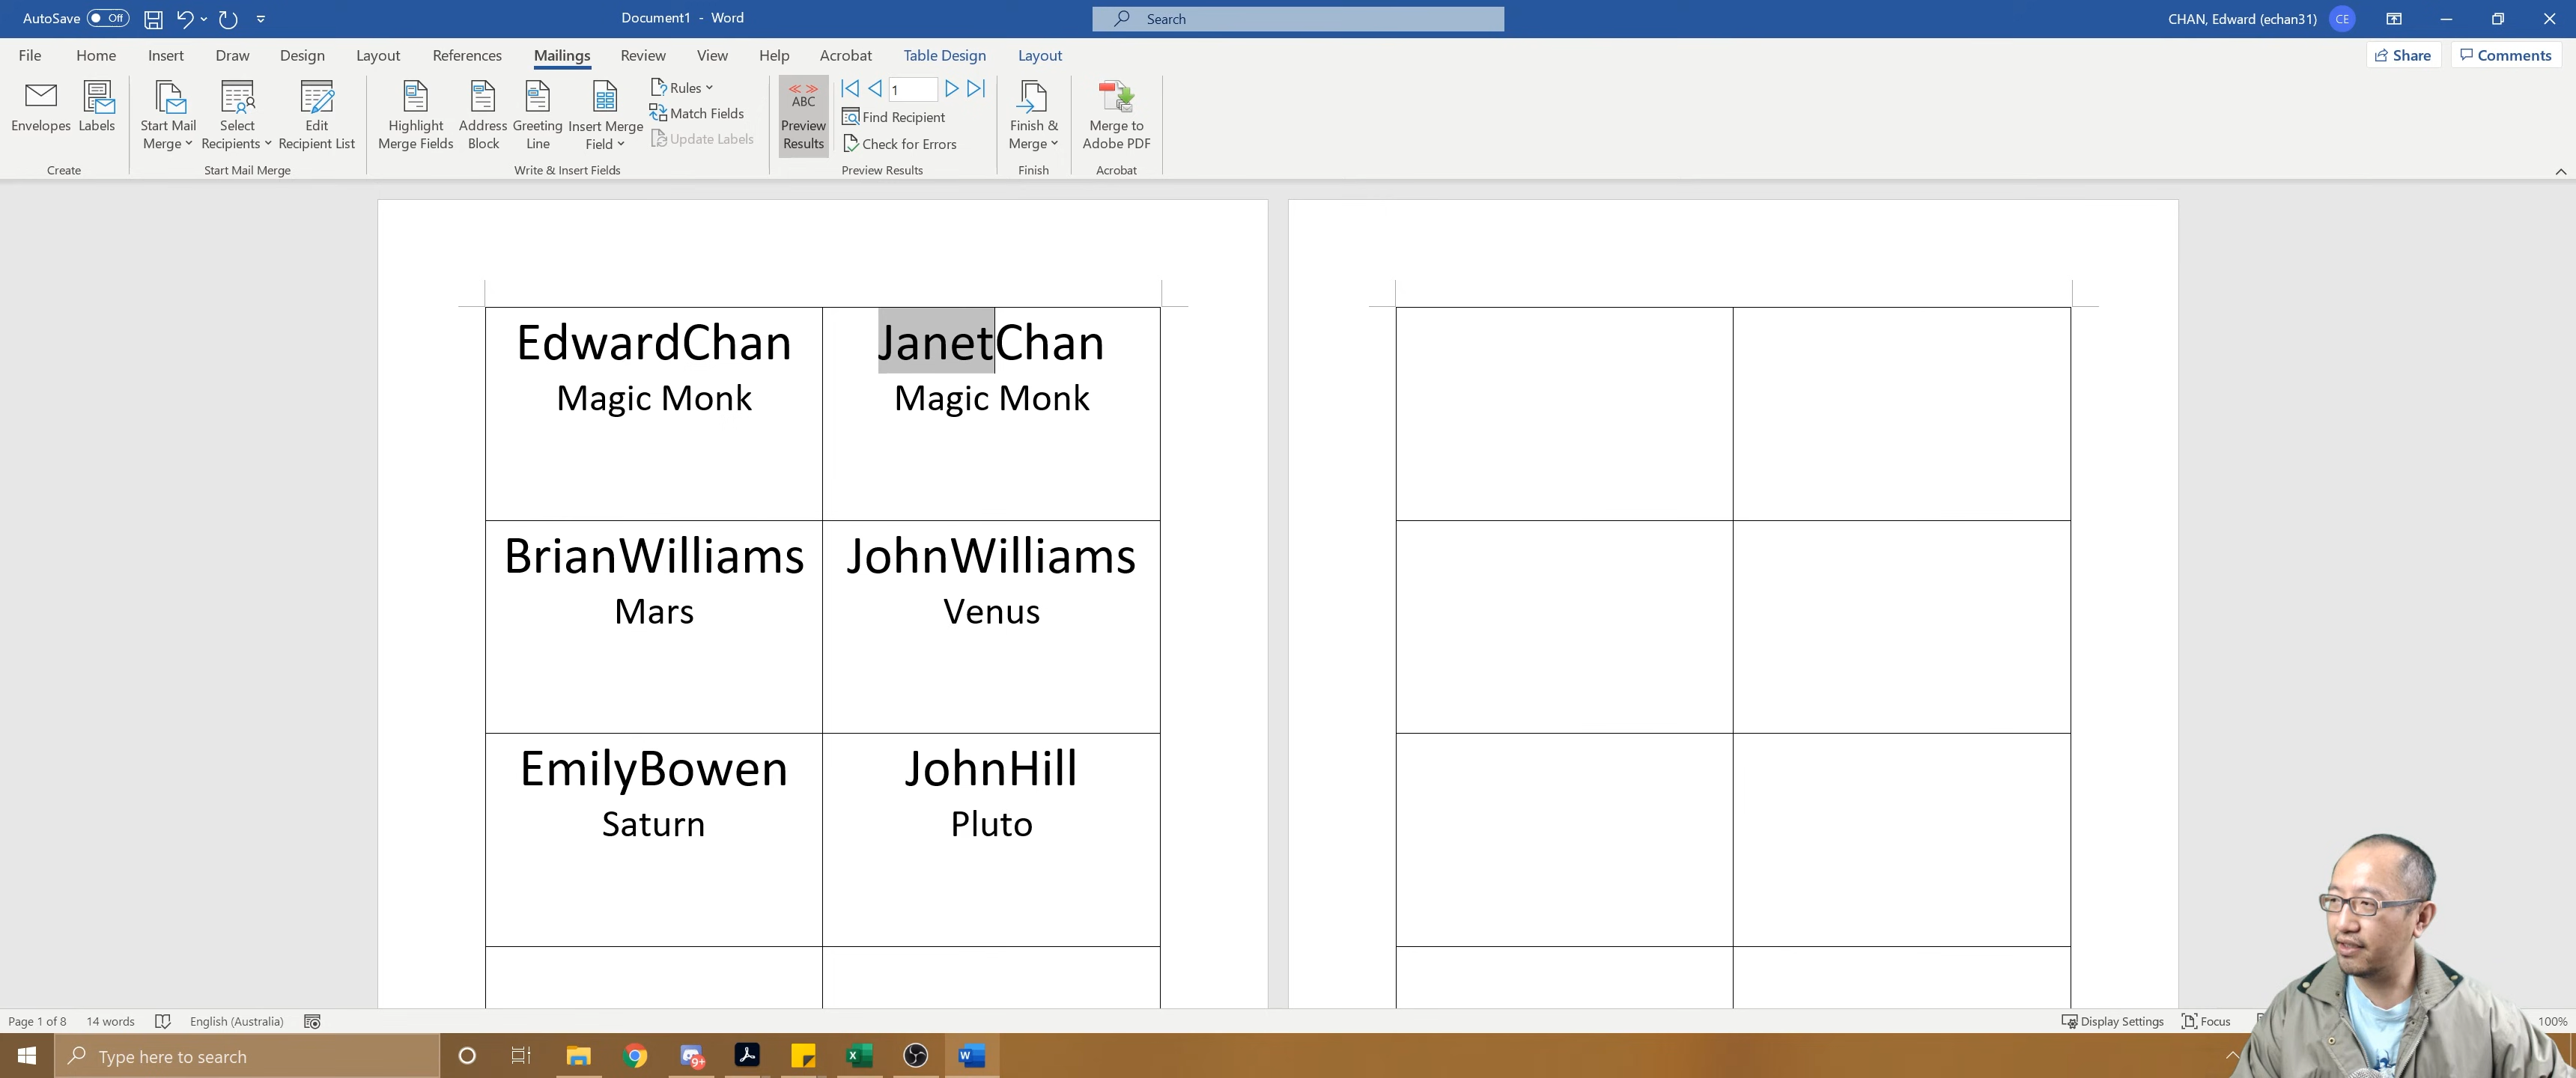 AutoSave Off Document1 - Word Search CHAN, Edward (echan31) CE
File Home Insert Draw Design Layout References Mailings Review View Help Acrobat Table Design Layout Share Comments
Envelopes
Labels
Create
Start Mail
Merge
Select
Recipients
Edit
Recipient List
Start Mail Merge
Highlight
Merge Fields
Address
Block
Greeting
Line
Insert Merge
Field
Rules
Match Fields
Update Labels
Write & Insert Fields
ABC
Preview
Results
1
Find Recipient
Check for Errors
Preview Results
Finish &
Merge
Finish
Merge to
Adobe PDF
Acrobat
EdwardChan
Magic Monk
JanetChan
Magic Monk
BrianWilliams
Mars
JohnWilliams
Venus
EmilyBowen
Saturn
JohnHill
Pluto
Page 1 of 8 14 words English (Australia) Display Settings Focus 100%
Type here to search 9+